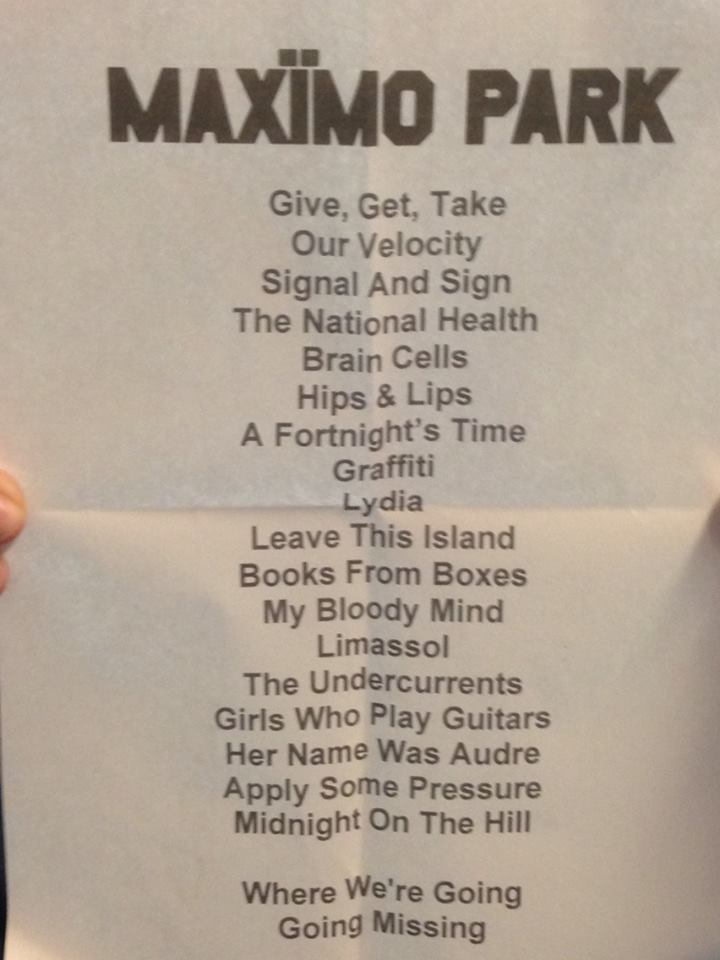 MAXÏMO PARK
Give, Get, Take
Our Velocity
Signal And Sign
The National Health
Brain Cells
Hips & Lips
A Fortnight's Time
Graffiti
Lydia
Leave This Island
Books From Boxes
My Bloody Mind
Limassol
The Undercurrents
Girls Who Play Guitars
Her Name Was Audre
Apply Some Pressure
Midnight On The Hill
Where We're Going
Going Missing